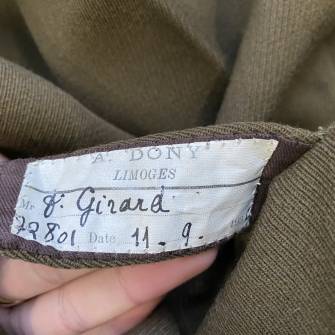 A. DONY
LIMOGES
Mr J. Girard
72801 Date 11. 9.